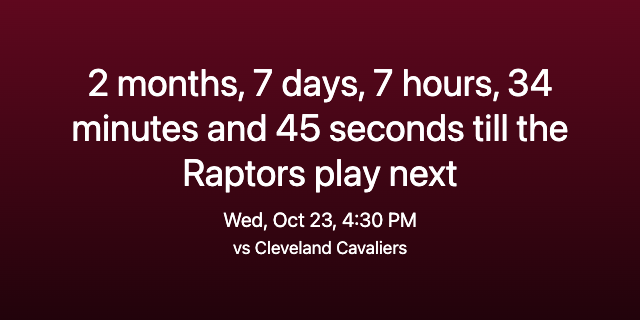 2 months, 7 days, 7 hours, 34
minutes and 45 seconds till the
Raptors play next
Wed, Oct 23, 4:30 PM
vs Cleveland Cavaliers